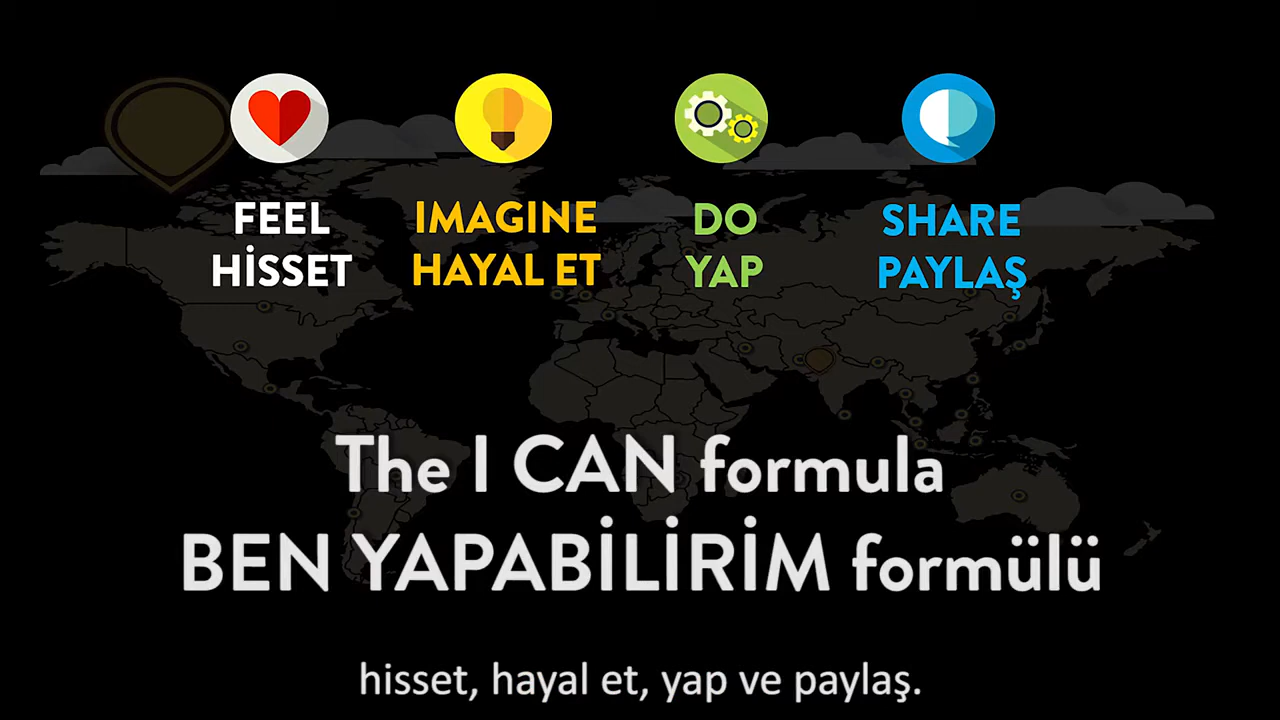 FEEL IMAGINE DO SHARE
HİSSET HAYAL ET YAP PAYLAŞ
The I CAN formula
BEN YAPABİLİRİM formülü
hisset, hayal et, yap ve paylaş.